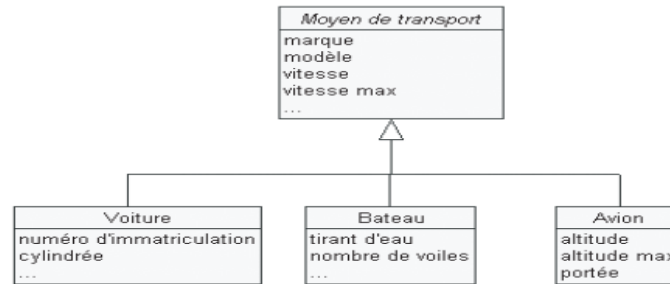 Moyen de transport
marque
modèle
vitesse
vitesse max
...
Voiture
numéro d'immatriculation
cylindrée
...
Bateau
tirant d'eau
nombre de voiles
...
Avion
altitude
altitude max
portée